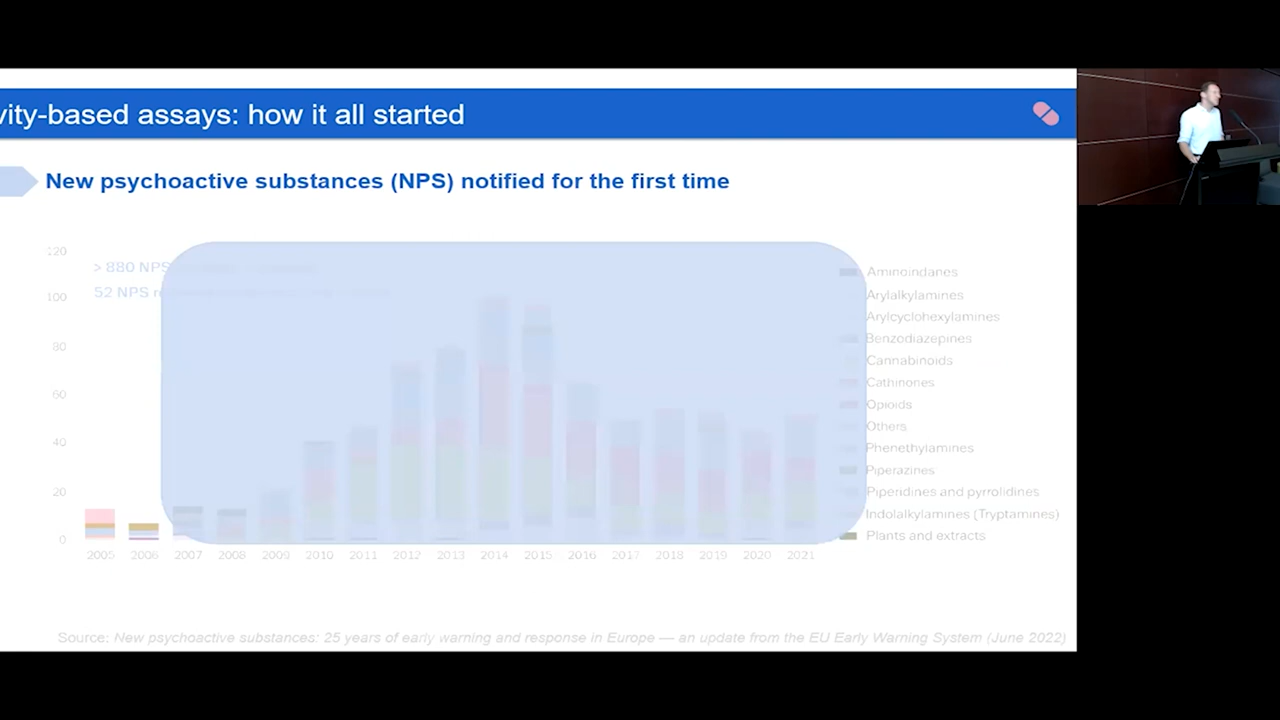 vity-based assays: how it all started
New psychoactive substances (NPS) notified for the first time
120
> 880 NPS
100
52 NPS
80
60
40
20
0
2005 2006 2007 2008 2009 2010 2011 2012 2013 2014 2015 2016 2017 2018 2019 2020 2021
Aminoindanes
Arylalkylamines
Arylcyclohexylamines
Benzodiazepines
Cannabinoids
Cathinones
Opioids
Others
Phenethylamines
Piperazines
Piperidines and pyrrolidines
Indolalkylamines (Tryptamines)
Plants and extracts
Source: New psychoactive substances: 25 years of early warning and response in Europe — an update from the EU Early Warning System (June 2022)